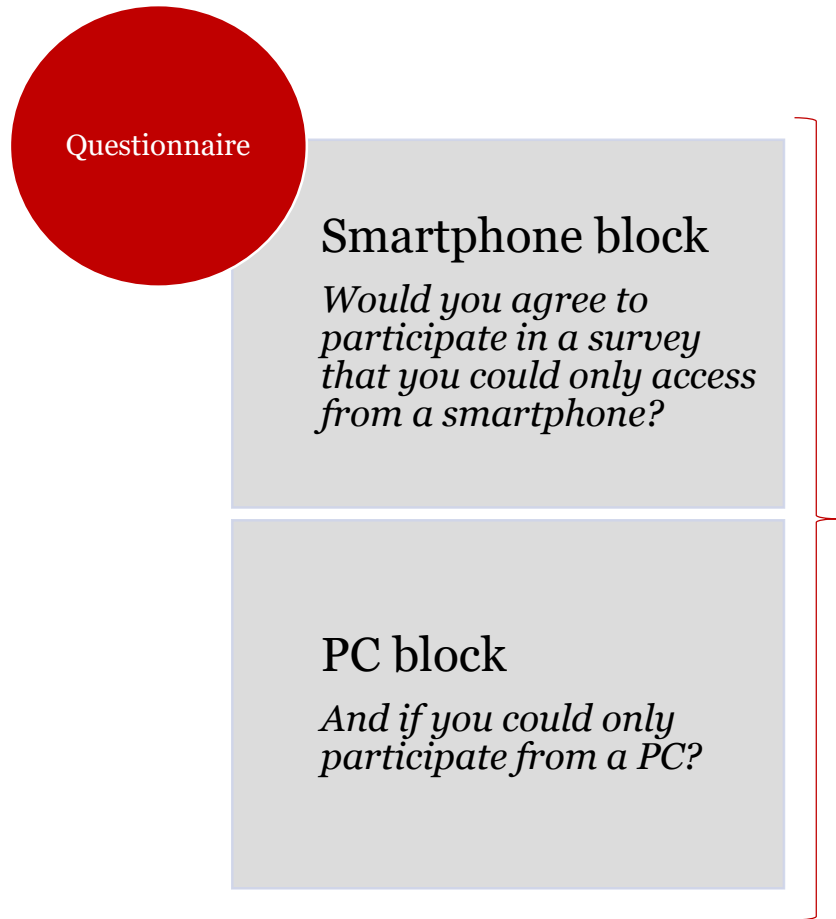 Questionnaire
Smartphone block
Would you agree to
participate in a survey
that you could only access
from a smartphone?
PC block
And if you could only
participate from a PC?